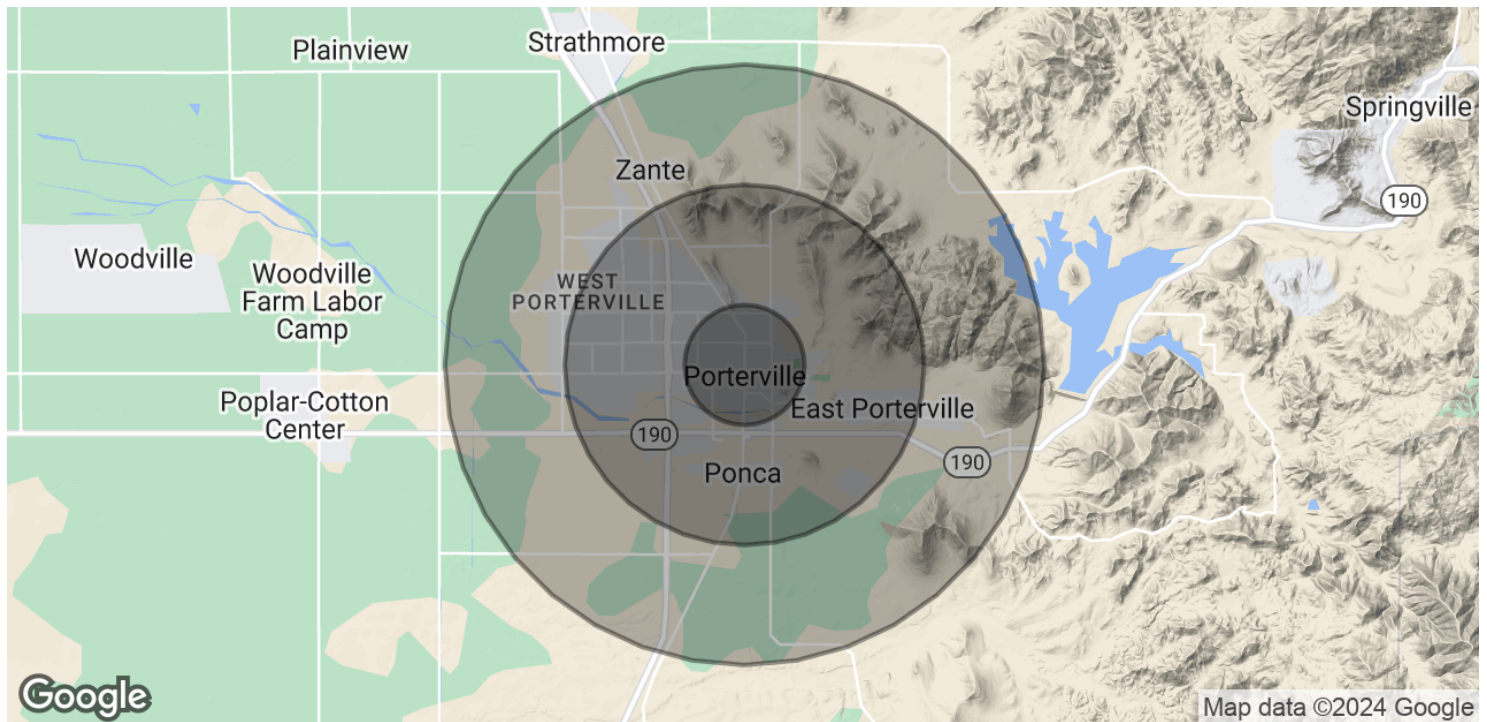 Strathmore
Plainview
Springville
Zante
190
Woodville
Woodville
Farm Labor
Camp
WEST
PORTERVILLE
Porterville
Poplar-Cotton
Center
East Porterville
190
190
Ponca
Google
Map data ©2024 Google